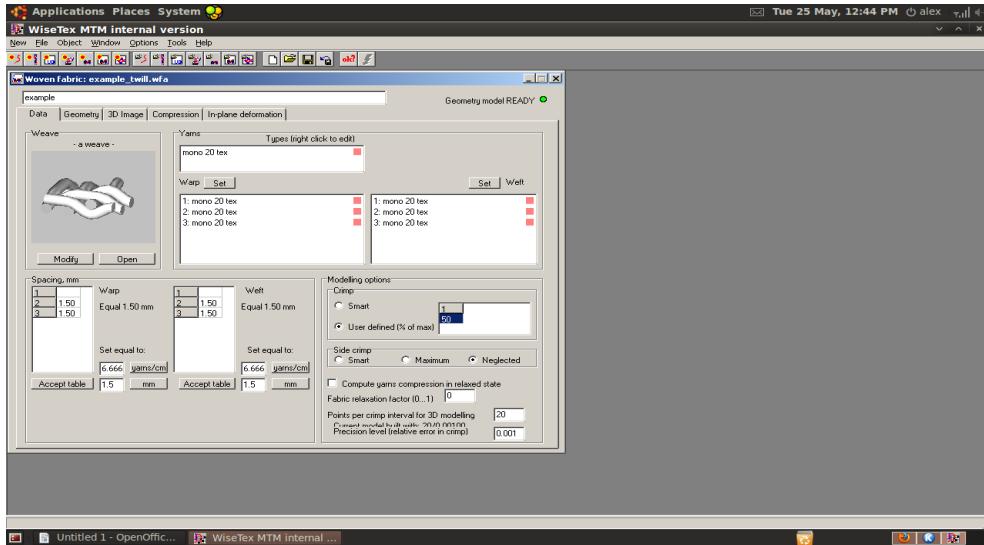 Applications Places System Tue 25 May, 12:44 PM alex
WiseTex MTM internal version
New File Object Window Options Tools Help
ok?
Woven Fabric: example_twill.wfa
example
Geometry model READY
Data Geometry 3D Image Compression In-plane deformation
Weave
- a weave -
Modify Open
Yarns
Types (right click to edit)
mono 20 tex
Warp Set
Set Weft
1: mono 20 tex
2: mono 20 tex
3: mono 20 tex
1: mono 20 tex
2: mono 20 tex
3: mono 20 tex
Spacing, mm
1
2 1.50
3 1.50
Warp
Equal 1.50 mm
Set equal to:
6.666 yarns/cm
Accept table 1.5 mm
1
2 1.50
3 1.50
Weft
Equal 1.50 mm
Set equal to:
6.666 yarns/cm
Accept table 1.5 mm
Modelling options
Crimp
Smart
User defined (% of max)
1
50
Side crimp
Smart Maximum Neglected
Compute yarns compression in relaxed state
Fabric relaxation factor (0...1) 0
Points per crimp interval for 3D modelling 20
Current model built with: 20/0.00100
Precision level (relative error in crimp) 0.001
Untitled 1 - OpenOffic... WiseTex MTM internal ...